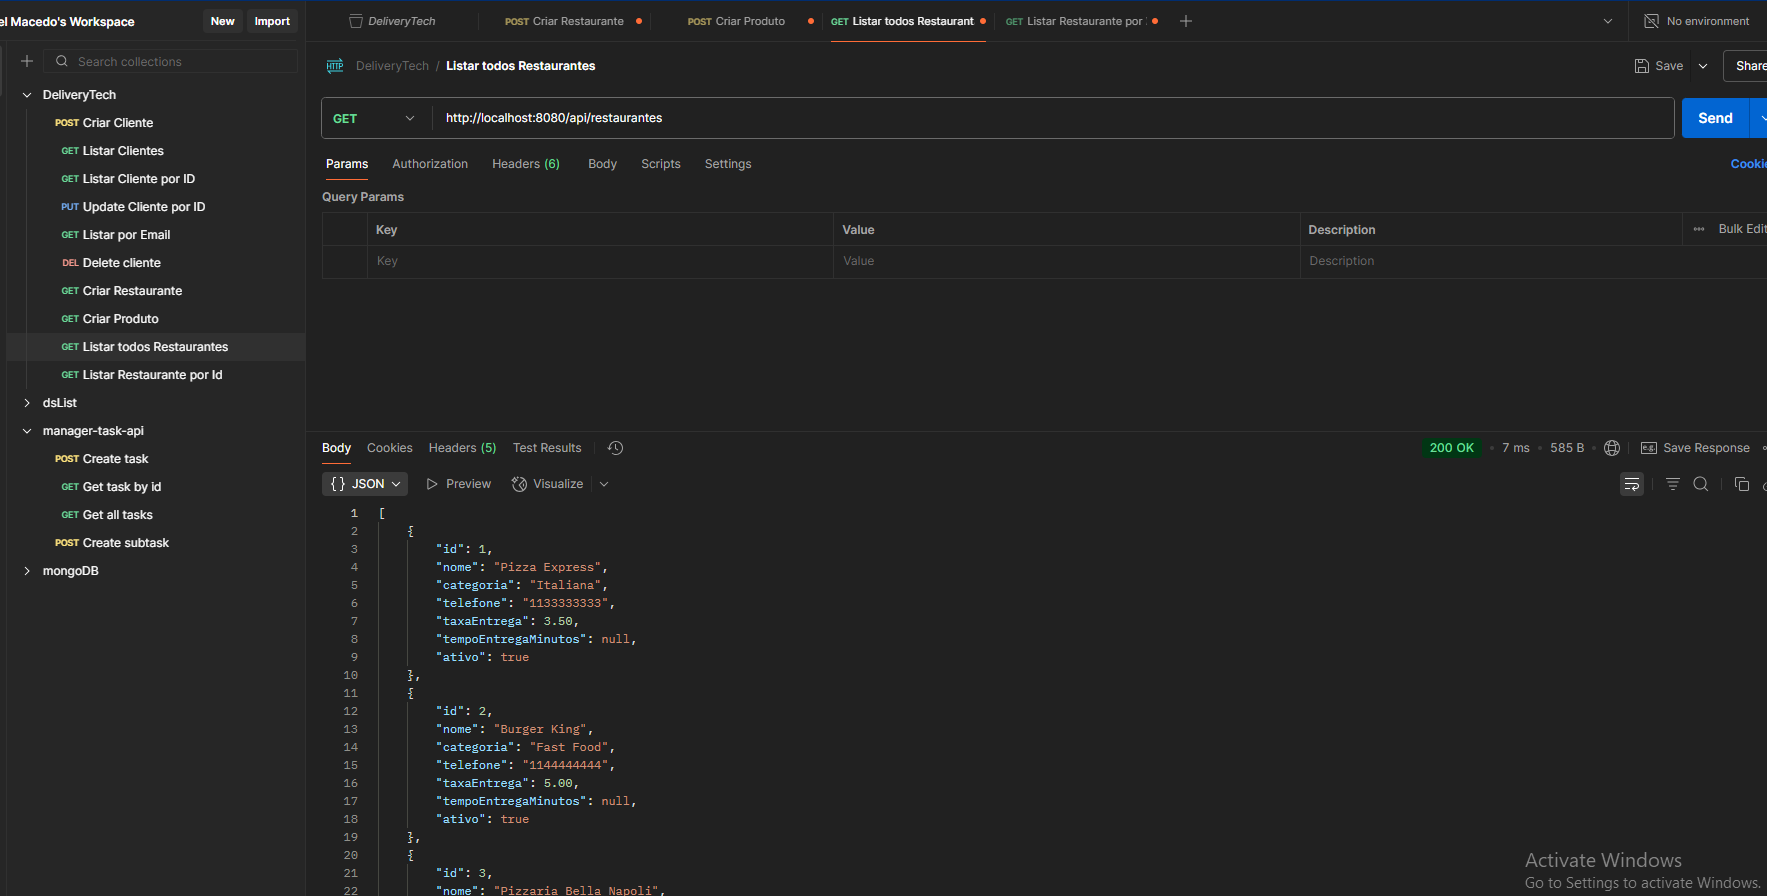 el Macedo's Workspace
New
Import
DeliveryTech
POST Criar Restaurante
POST Criar Produto
GET Listar todos Restaurant
GET Listar Restaurante por
No environment
Search collections
DeliveryTech / Listar todos Restaurantes
Save
Share
DeliveryTech
POST Criar Cliente
GET Listar Clientes
GET Listar Cliente por ID
PUT Update Cliente por ID
GET Listar por Email
DEL Delete cliente
GET Criar Restaurante
GET Criar Produto
GET Listar todos Restaurantes
GET Listar Restaurante por Id
dsList
manager-task-api
POST Create task
GET Get task by id
GET Get all tasks
POST Create subtask
mongoDB
GET
http://localhost:8080/api/restaurantes
Send
Params
Authorization
Headers (6)
Body
Scripts
Settings
Cookie
Query Params
Key
Value
Description
Bulk Edit
Key
Value
Description
Body
Cookies
Headers (5)
Test Results
200 OK
7 ms
585 B
Save Response
{} JSON
Preview
Visualize
1 [
2 {
3 "id": 1,
4 "nome": "Pizza Express",
5 "categoria": "Italiana",
6 "telefone": "1133333333",
7 "taxaEntrega": 3.50,
8 "tempoEntregaMinutos": null,
9 "ativo": true
10 },
11 {
12 "id": 2,
13 "nome": "Burger King",
14 "categoria": "Fast Food",
15 "telefone": "1144444444",
16 "taxaEntrega": 5.00,
17 "tempoEntregaMinutos": null,
18 "ativo": true
19 },
20 {
21 "id": 3,
22 "nome": "Pizzaria Bella Napoli",
Activate Windows
Go to Settings to activate Windows.